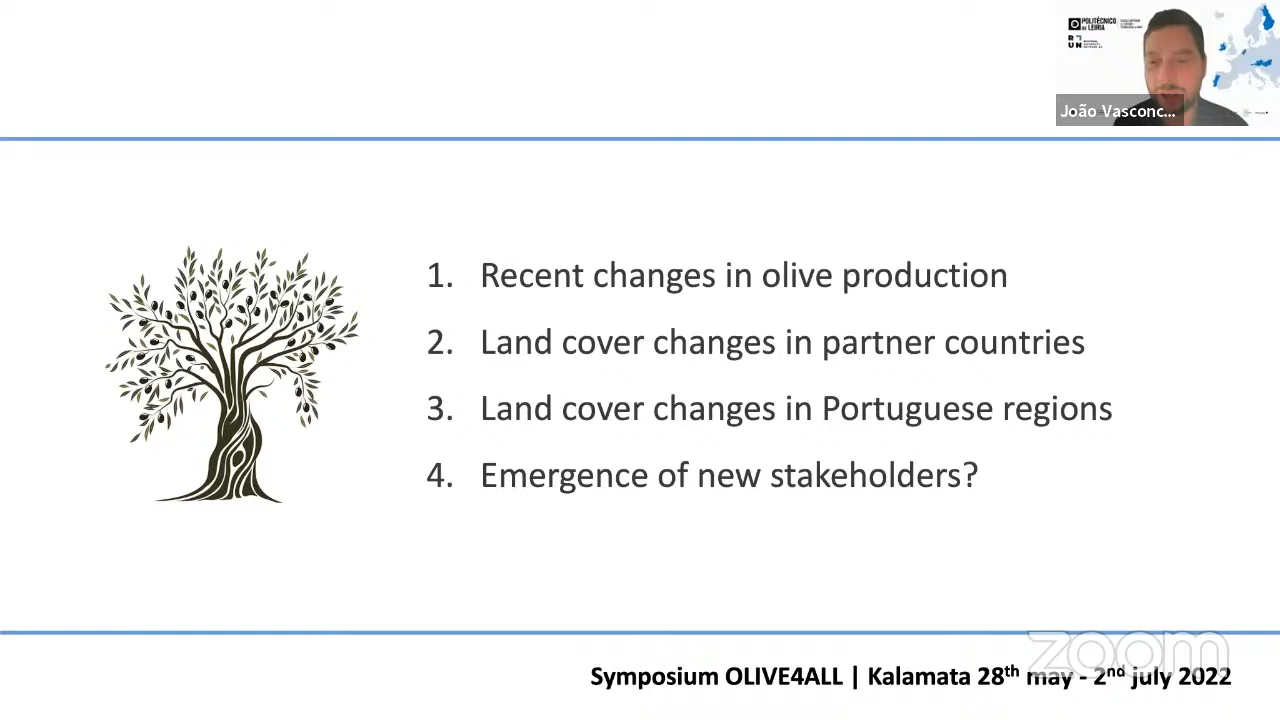 POLITÉCNICO
DE LEIRIA
R
UN
João Vasconc...
1. Recent changes in olive production
2. Land cover changes in partner countries
3. Land cover changes in Portuguese regions
4. Emergence of new stakeholders?
zoom
Symposium OLIVE4ALL | Kalamata 28th may - 2nd july 2022